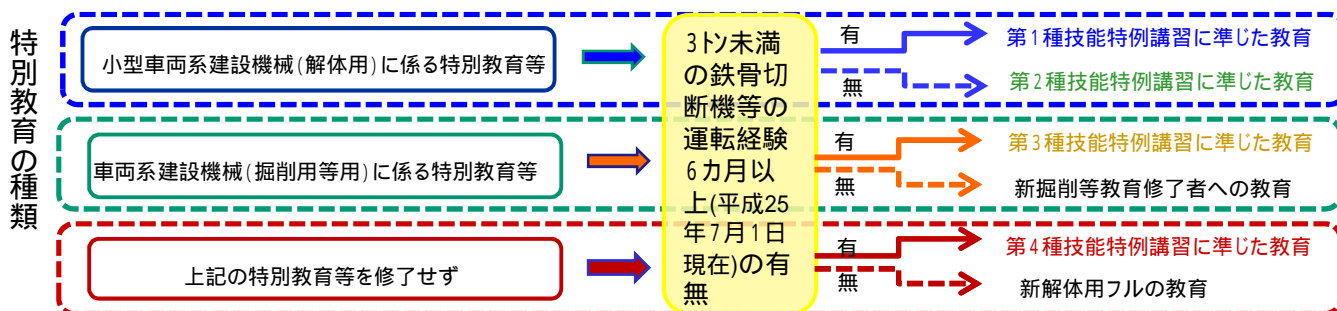 特別教育の種類
小型車両系建設機械(解体用)に係る特別教育等
車両系建設機械(掘削用等用)に係る特別教育等
上記の特別教育等を修了せず
3トン未満
の鉄骨切
断機等の
運転経験
6カ月以
上(平成25
年7月1日
現在)の有
無
有
第1種技能特例講習に準じた教育
無
第2種技能特例講習に準じた教育
有
第3種技能特例講習に準じた教育
無
新掘削等教育修了者への教育
有
第4種技能特例講習に準じた教育
無
新解体用フルの教育